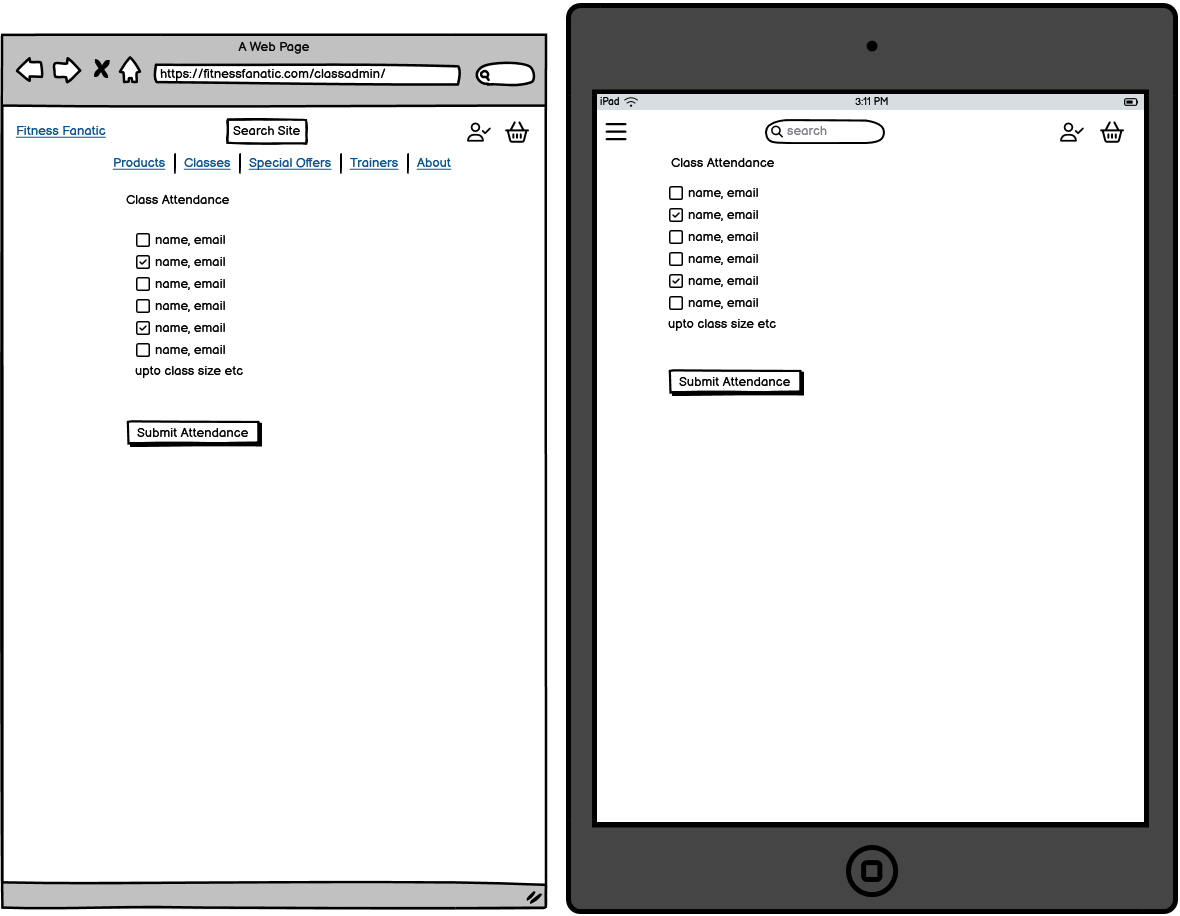 A Web Page
https://fitnessfanatic.com/classadmin/
Fitness Fanatic
Search Site
Products
Classes
Special Offers
Trainers
About
Class Attendance
name, email
name, email
name, email
name, email
name, email
name, email
upto class size etc
Submit Attendance
iPad
3:11 PM
search
Class Attendance
name, email
name, email
name, email
name, email
name, email
name, email
upto class size etc
Submit Attendance